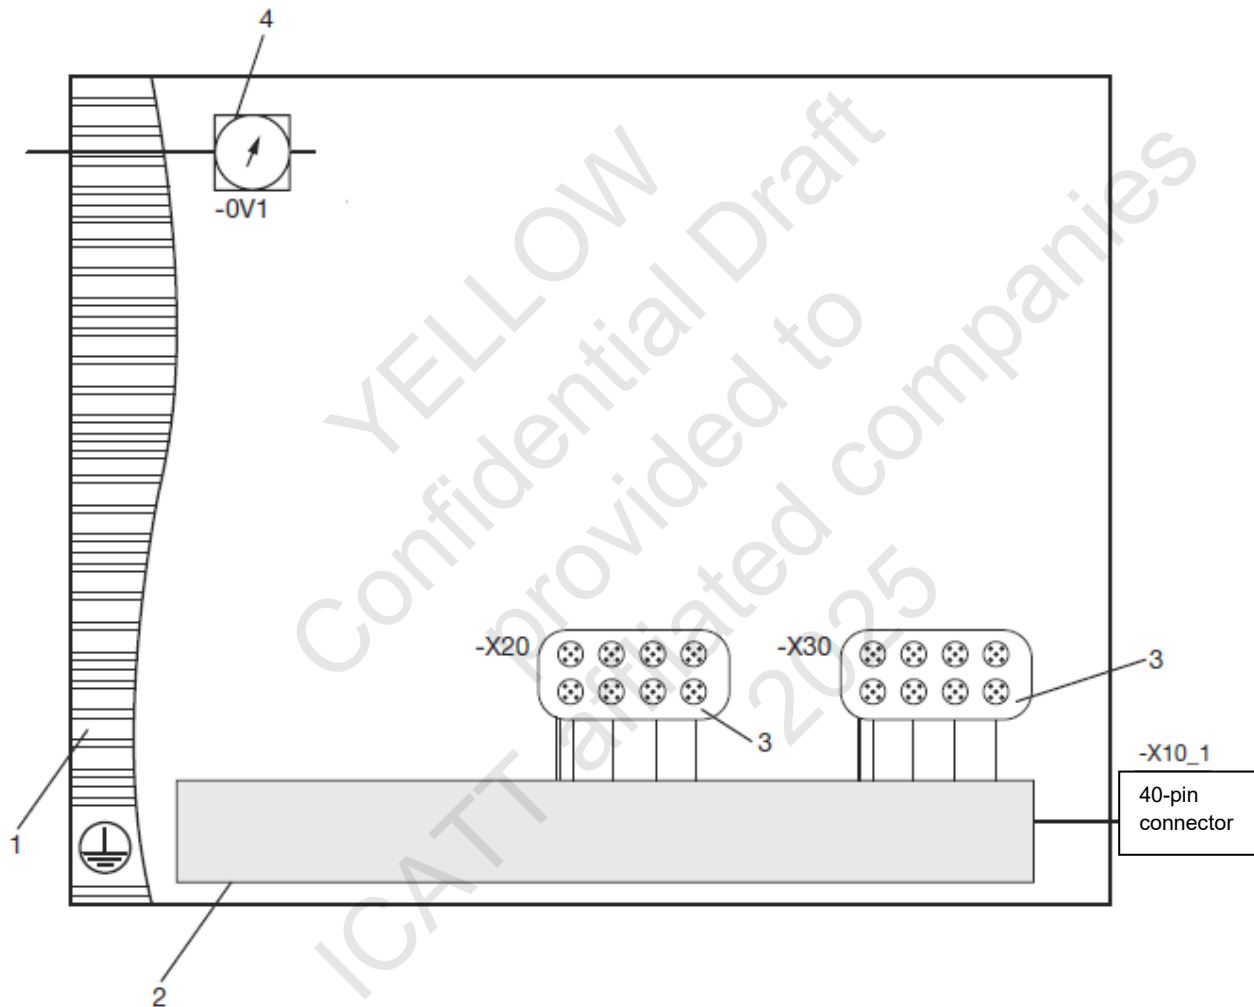 4
-0V1
YELLOW
Confidential Draft
provided to
ICATT affiliated companies
2025
-X20
-X30
3
3
-X10_1
40-pin
connector
1
2